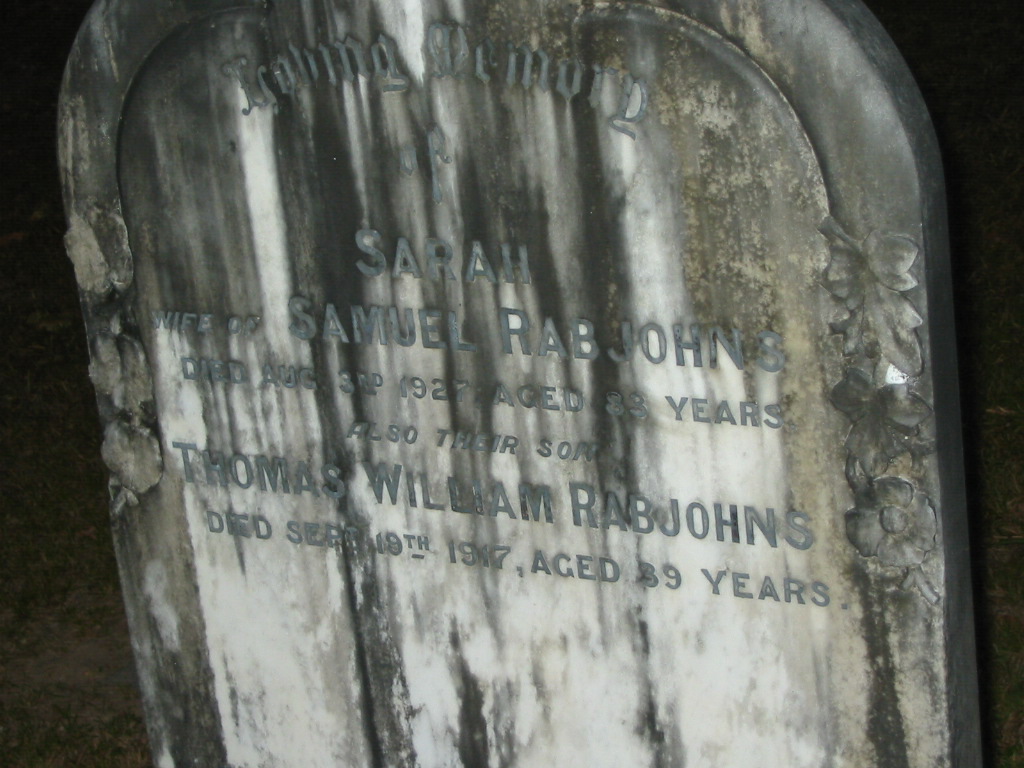 Loving Memory
of
SARAH
WIFE OF SAMUEL RABJOHNS
DIED AUG. 3RD 1927, AGED 83 YEARS.
ALSO THEIR SON
THOMAS WILLIAM RABJOHNS
DIED SEPT 19TH 1917, AGED 39 YEARS.